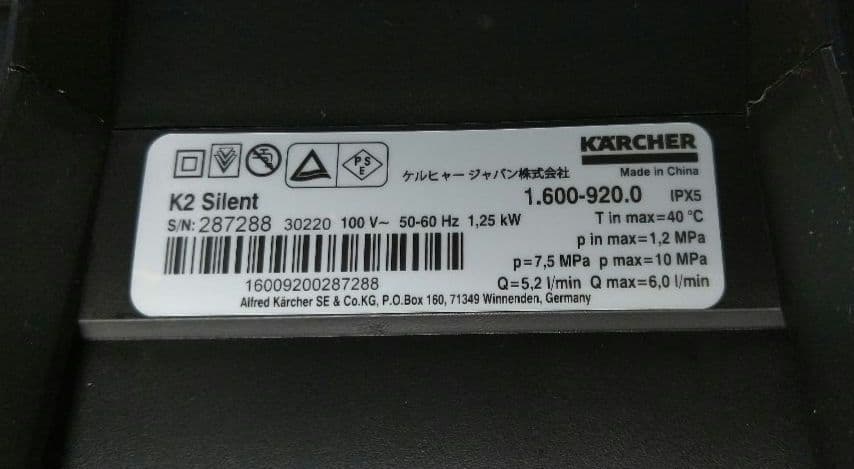 KÄRCHER
P S
E
ケルヒャー ジャパン株式会社
Made in China
K2 Silent
1.600-920.0 IPX5
S/N: 287288 30220 100 V~ 50-60 Hz 1,25 kW
T in max=40 °C
p in max=1,2 MPa
p=7,5 MPa p max=10 MPa
16009200287288
Q=5,2 l/min Q max=6,0 l/min
Alfred Kärcher SE & Co.KG, P.O.Box 160, 71349 Winnenden, Germany